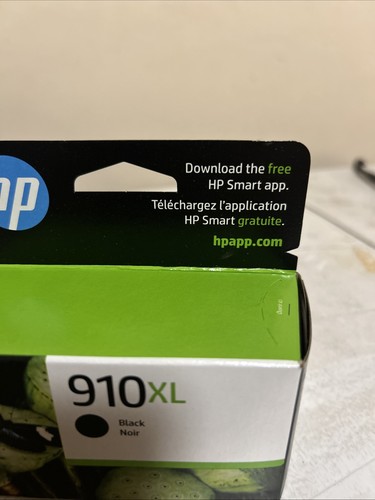 hp
Download the free
HP Smart app.
Téléchargez l'application
HP Smart gratuite.
hpapp.com
910XL
Black
Noir